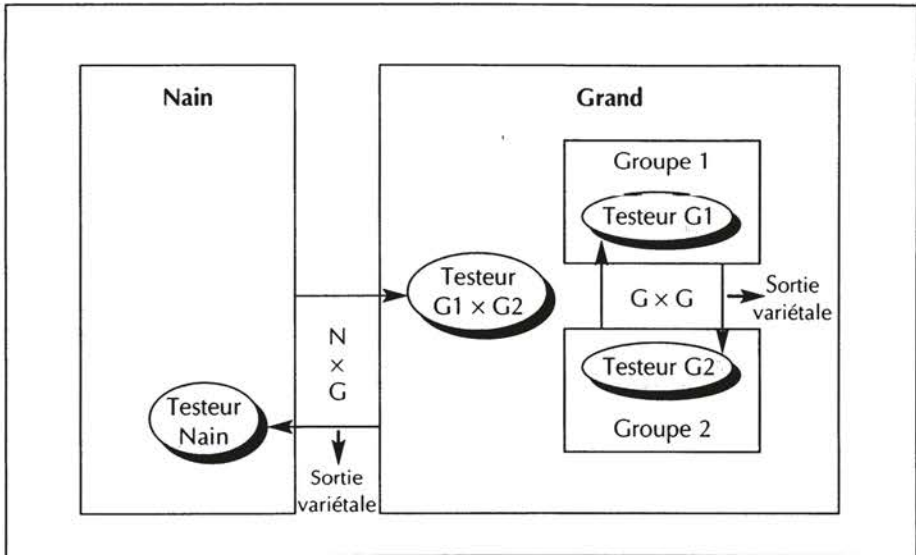 Nain
Grand
Groupe 1
Testeur G1
Testeur
G1 × G2
G × G
Sortie
variétale
N
×
G
Testeur G2
Groupe 2
Testeur
Nain
Sortie
variétale